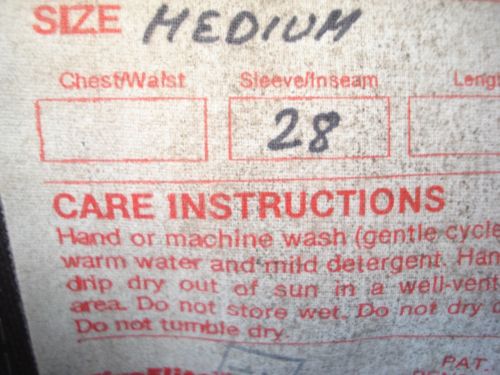 SIZE MEDIUM
Chest/Waist Sleeve/Inseam
28
CARE INSTRUCTIONS
Hand or machine wash (gentle cycle
warm water and mild detergent. Han
drip dry out of sun in a well-vent
area. Do not store wet. Do not dry
Do not tumble dry.
PAT.